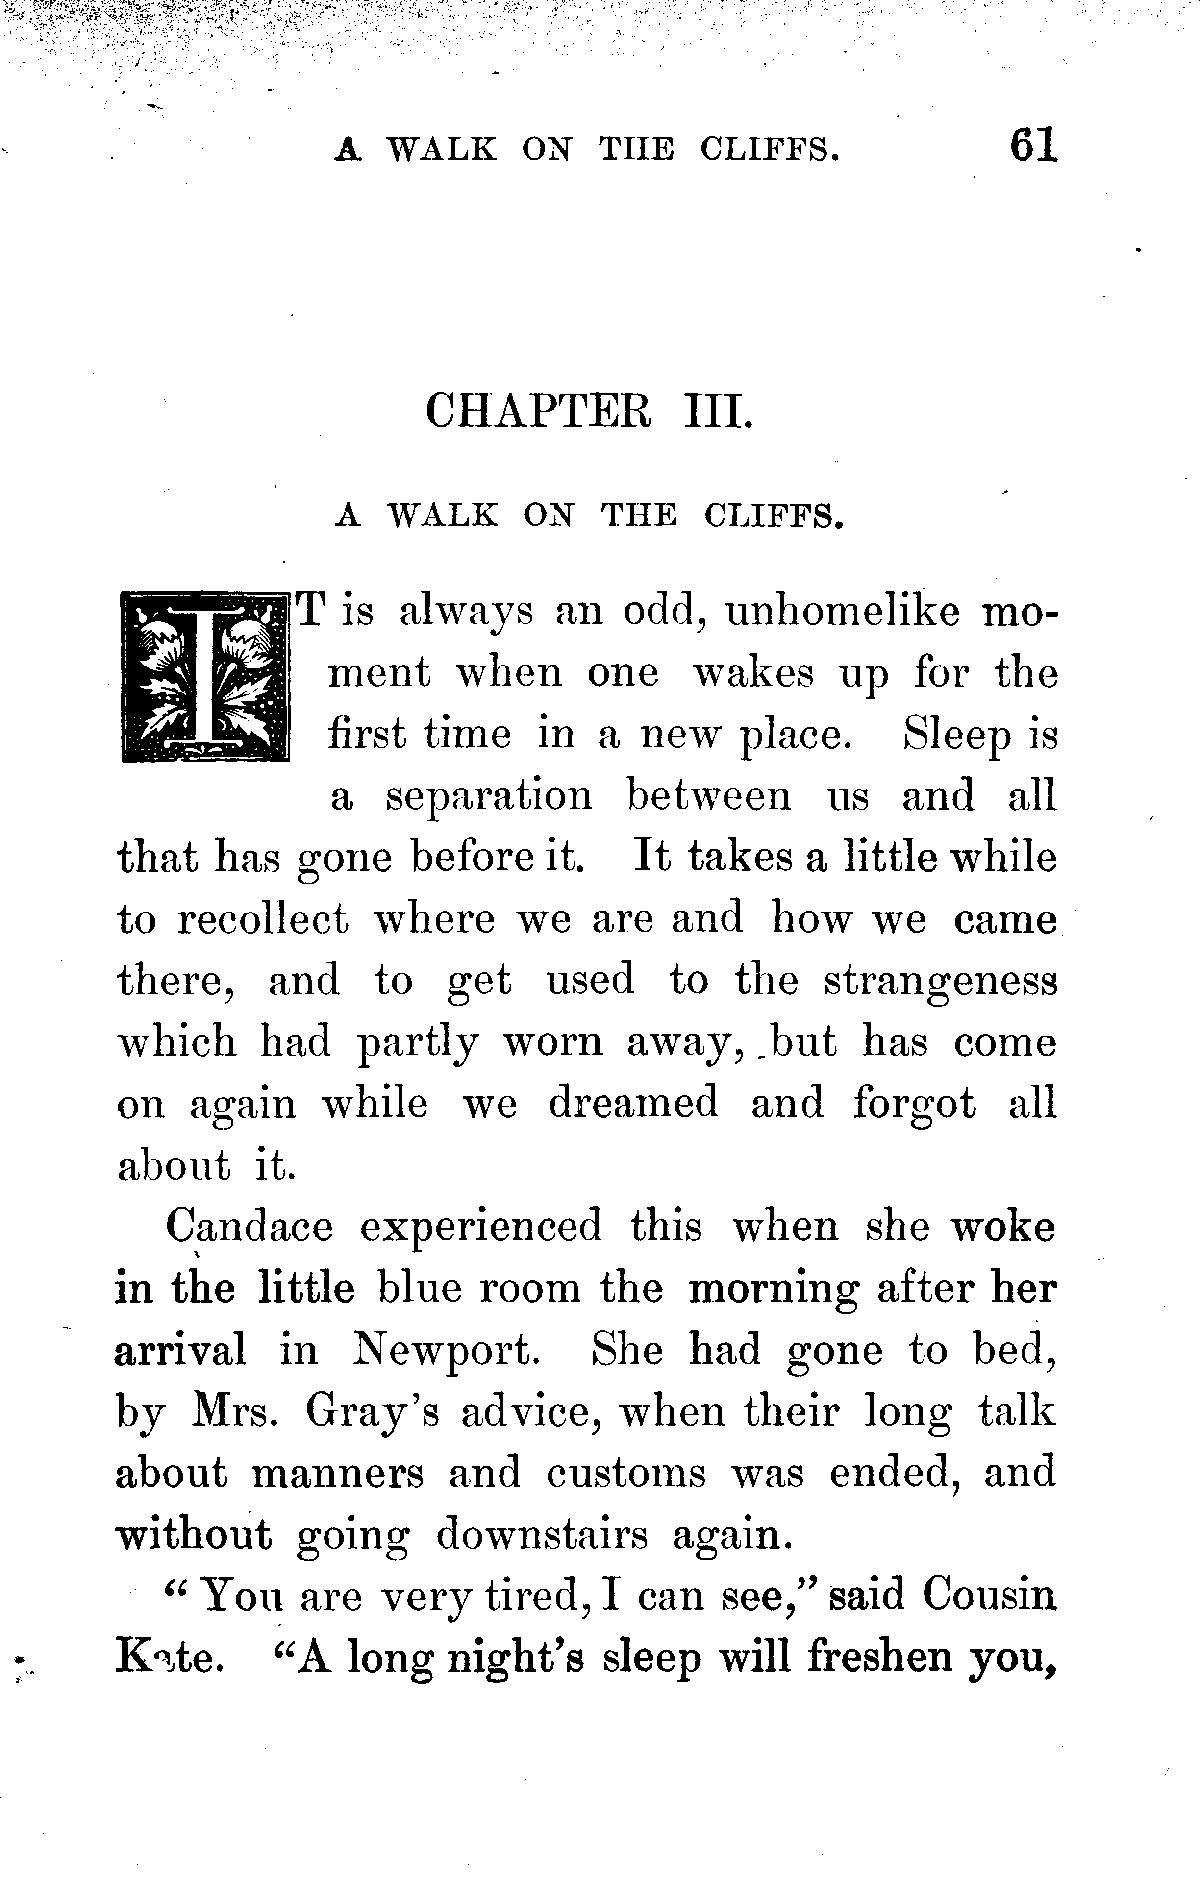 A WALK ON THE CLIFFS. 61
CHAPTER III.
A WALK ON THE CLIFFS.
IT is always an odd, unhomelike mo-
ment when one wakes up for the
first time in a new place. Sleep is
a separation between us and all
that has gone before it. It takes a little while
to recollect where we are and how we came
there, and to get used to the strangeness
which had partly worn away, but has come
on again while we dreamed and forgot all
about it.
Candace experienced this when she woke
in the little blue room the morning after her
arrival in Newport. She had gone to bed,
by Mrs. Gray's advice, when their long talk
about manners and customs was ended, and
without going downstairs again.
"You are very tired, I can see," said Cousin
Kate. "A long night's sleep will freshen you,